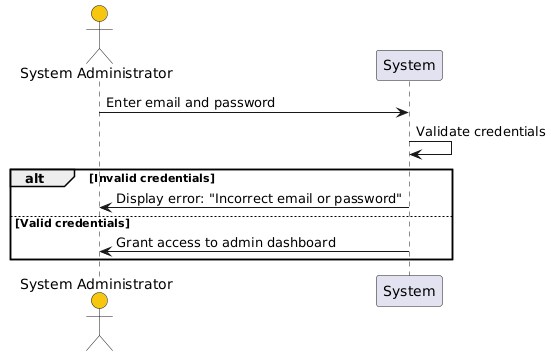 System Administrator
System
Enter email and password
Validate credentials
alt [Invalid credentials]
Display error: "Incorrect email or password"
[Valid credentials]
Grant access to admin dashboard
System Administrator
System